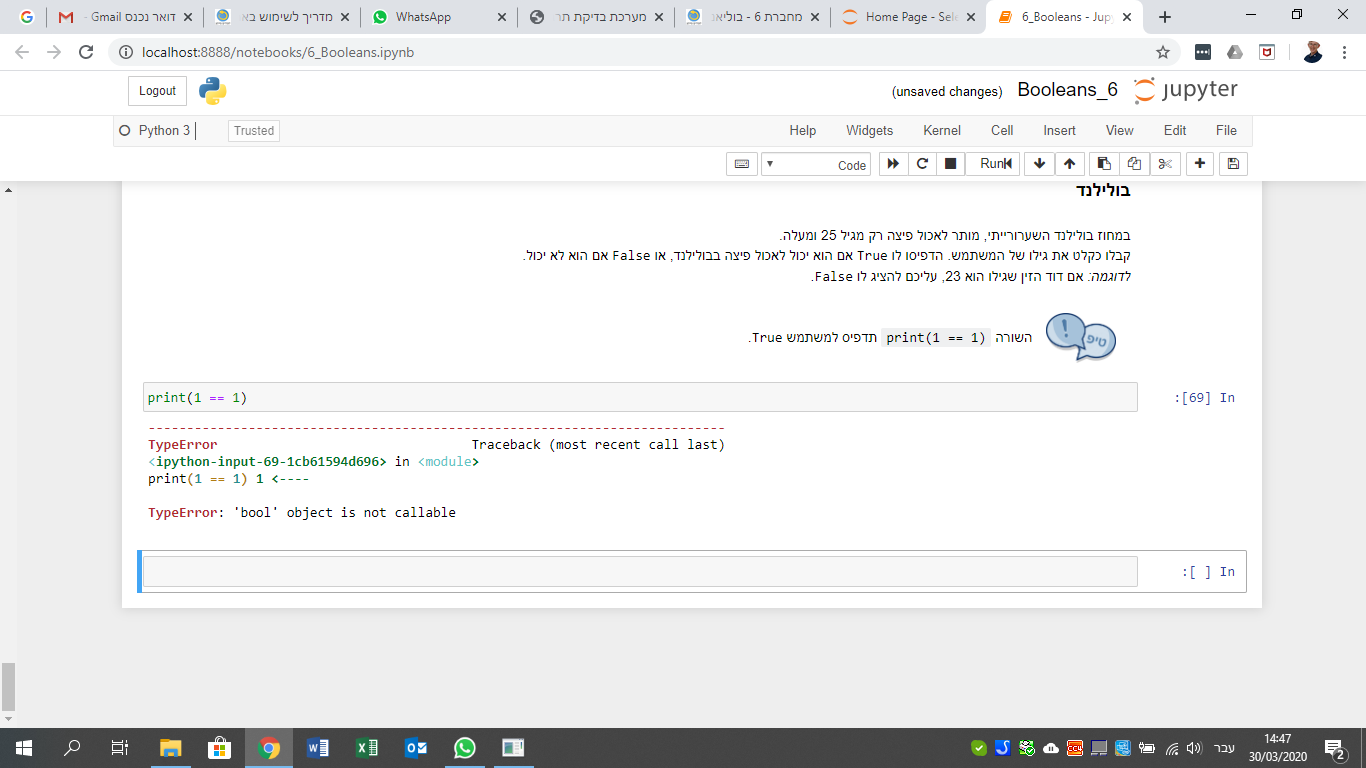 דואר נכנס - Gmail
מדריך לשימוש בא
WhatsApp
מערכת בדיקת תר
מחברת 6 - בוליאנ
Home Page - Sele
6_Booleans - Jup
localhost:8888/notebooks/6_Booleans.ipynb
Logout
(unsaved changes) Booleans_6 jupyter
Python 3 Trusted Help Widgets Kernel Cell Insert View Edit File
Code Run
בולילנד
במחוז בולילנד השערורייתי, מותר לאכול פיצה רק מגיל 25 ומעלה.
קבלו כקלט את גילו של המשתמש. הדפיסו לו True אם הוא יכול לאכול פיצה בבולילנד, או False אם הוא לא יכול.
לדוגמה: אם דוד הזין שגילו הוא 23, עליכם להציג לו False.
טיפ !
השורה print(1 == 1) תדפיס למשתמש True.
print(1 == 1)
:[69] In
---------------------------------------------------------------------------
TypeError Traceback (most recent call last)
<ipython-input-69-1cb61594d696> in <module>
print(1 == 1) 1 <----
TypeError: 'bool' object is not callable
:[ ] In
עבר
14:47
30/03/2020
2